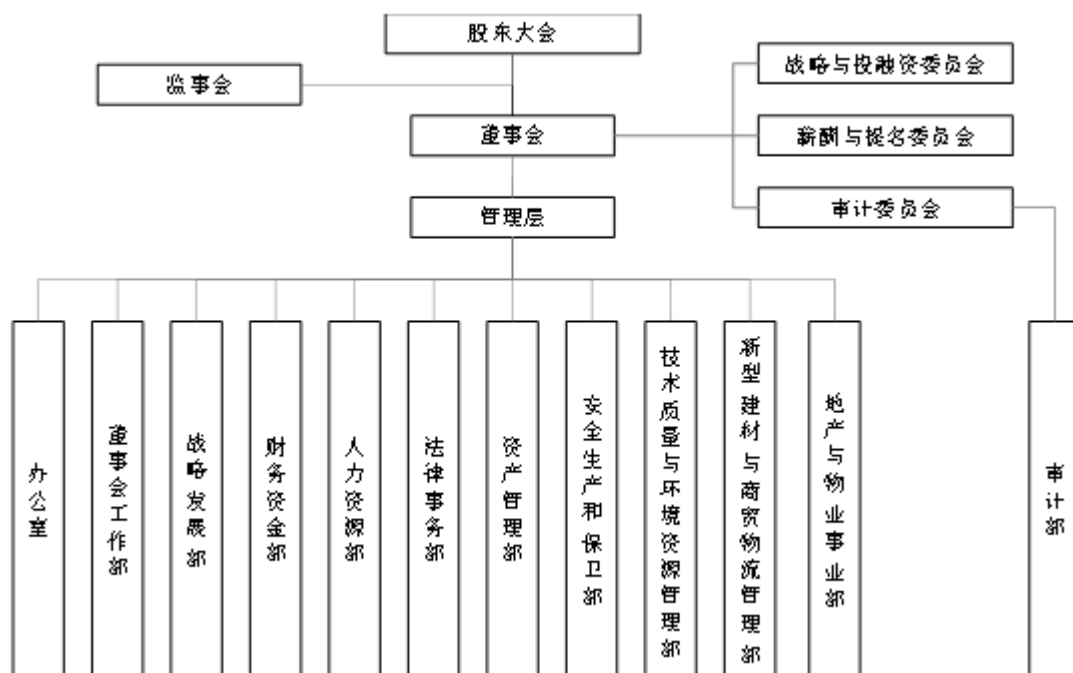 股东大会
监事会
战略与投融资委员会
董事会
薪酬与提名委员会
管理层
审计委员会
办公室
董事会工作部
战略发展部
财务资金部
人力资源部
法律事务部
资产管理部
安全生产和保卫部
技术质量与环境资源管理部
新型建材与商贸物流管理部
地产与物业事业部
审计部